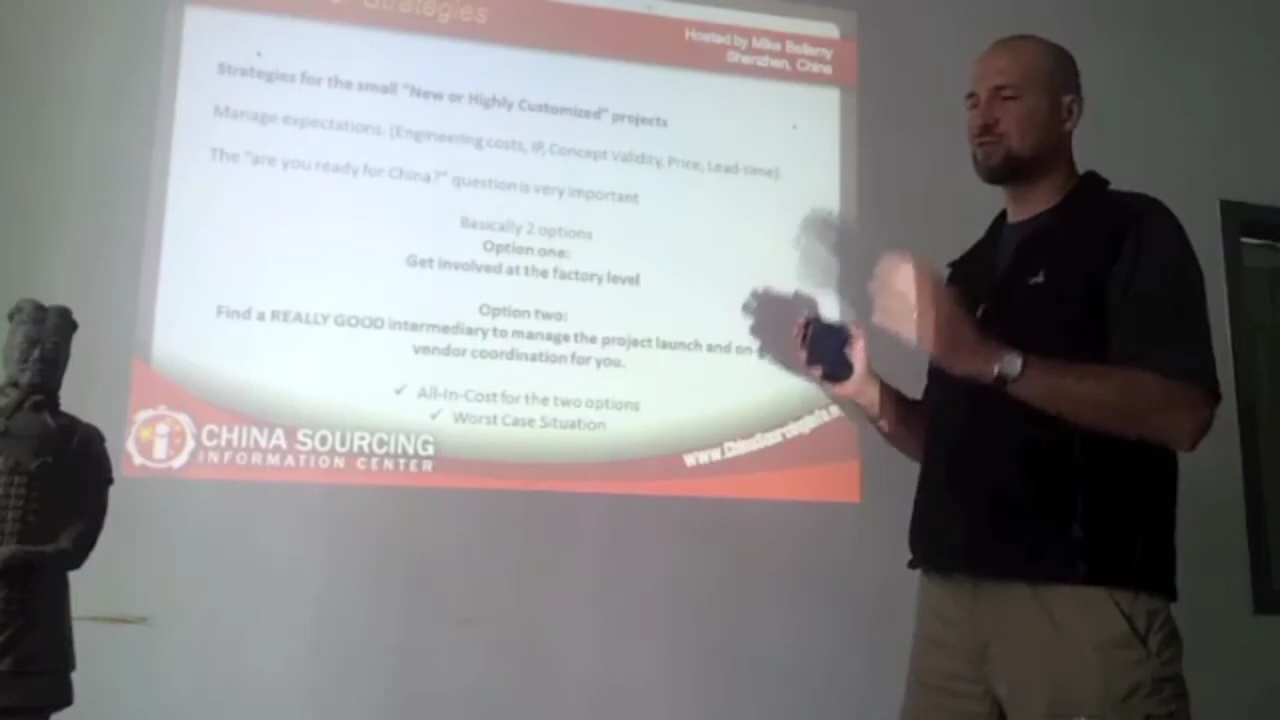 Strategies
Hosted by Mike Bellamy
Shenzhen, China
Strategies for the small "New or Highly Customized" projects
Manage expectations. (Engineering costs, IP, Concept Validity, Price, Lead-time)
The "are you ready for China?" question is very important
Basically 2 options
Option one:
Get involved at the factory level
Option two:
Find a REALLY GOOD intermediary to manage the project launch and on-
vendor coordination for you.
✓ All-In-Cost for the two options
✓ Worst Case Situation
CHINA SOURCING
INFORMATION CENTER